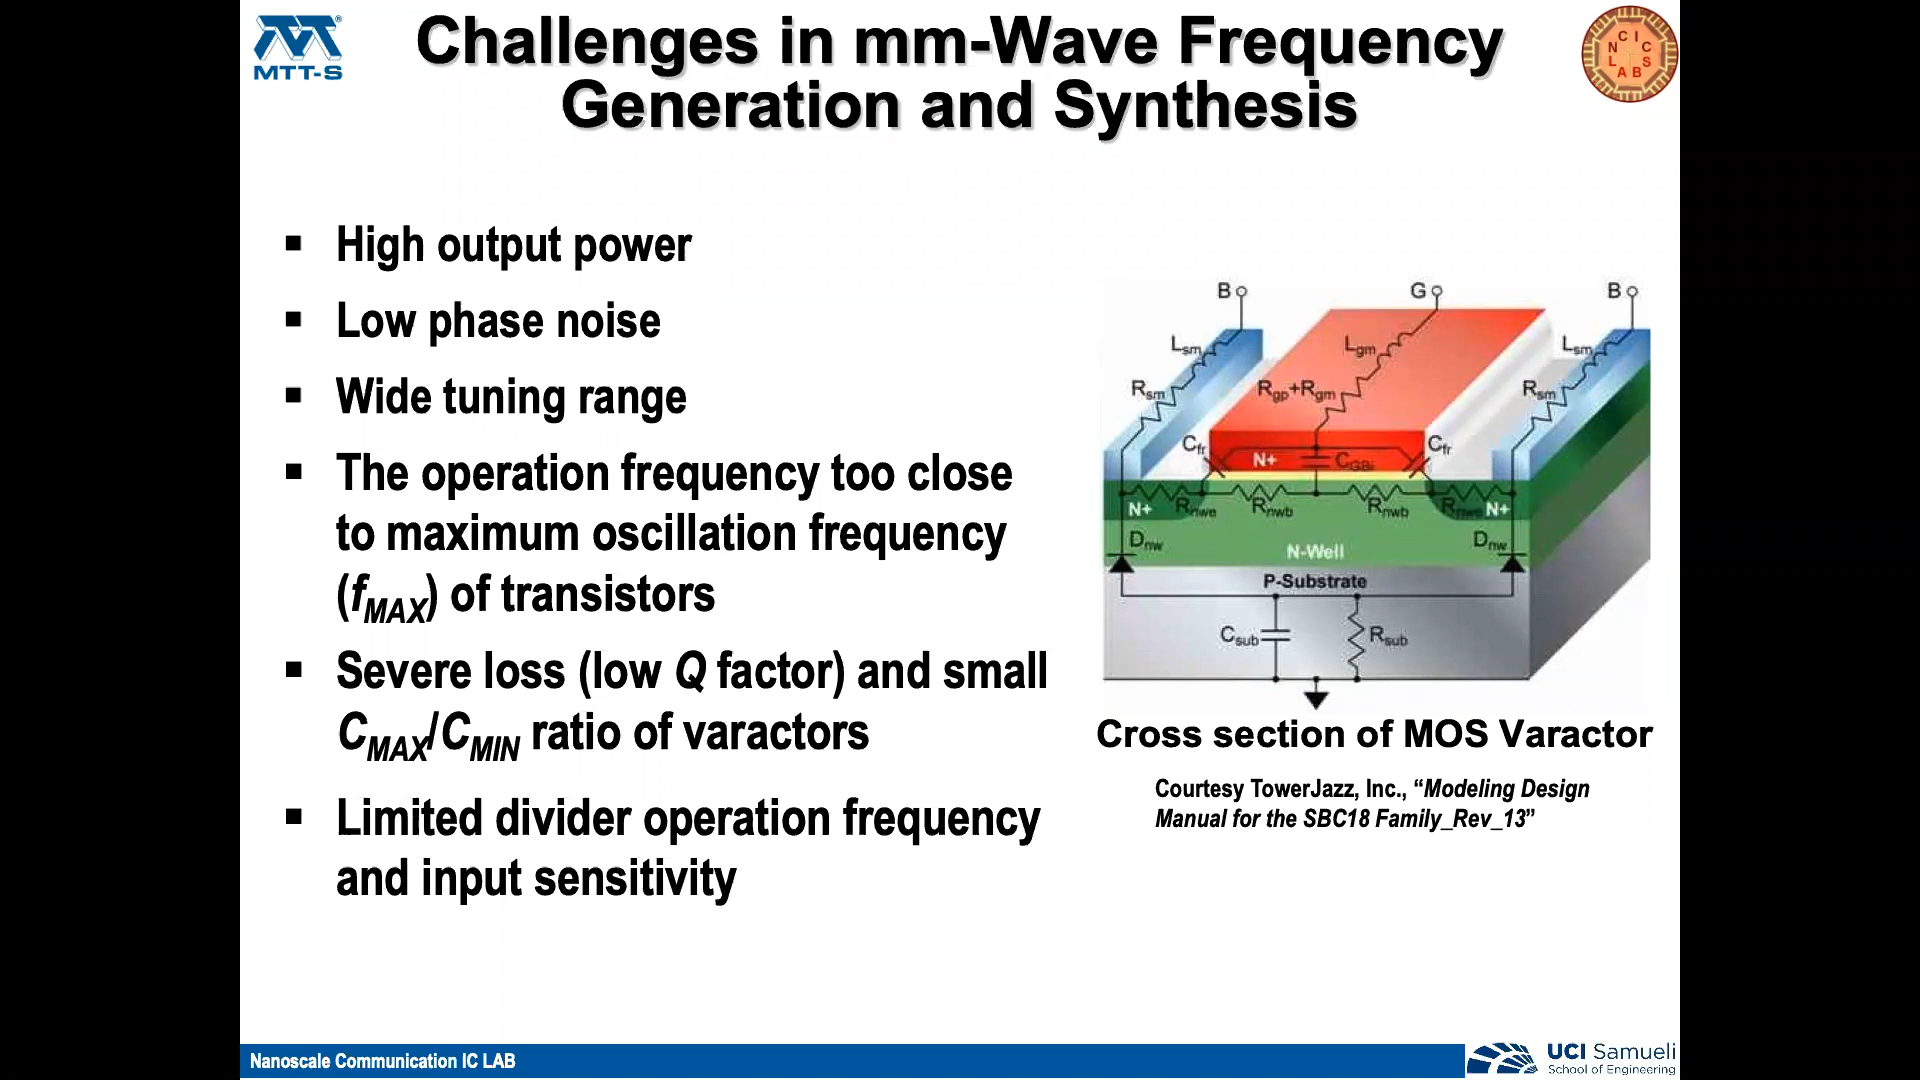 MTT-S
Challenges in mm-Wave Frequency
Generation and Synthesis
NCIC LABS
▪ High output power
▪ Low phase noise
▪ Wide tuning range
▪ The operation frequency too close
to maximum oscillation frequency
(fMAX) of transistors
▪ Severe loss (low Q factor) and small
CMAX/CMIN ratio of varactors
▪ Limited divider operation frequency
and input sensitivity
B G B
Lsm Lgm Lsm
Rsm Rgp+Rgm Rsm
Cfr N+ CGBi Cfr
N+ Rnwe Rnwb Rnwb Rnwe N+
Dnw N-Well Dnw
P-Substrate
Csub Rsub
Cross section of MOS Varactor
Courtesy TowerJazz, Inc., “Modeling Design
Manual for the SBC18 Family_Rev_13”
Nanoscale Communication IC LAB
UCI Samueli
School of Engineering